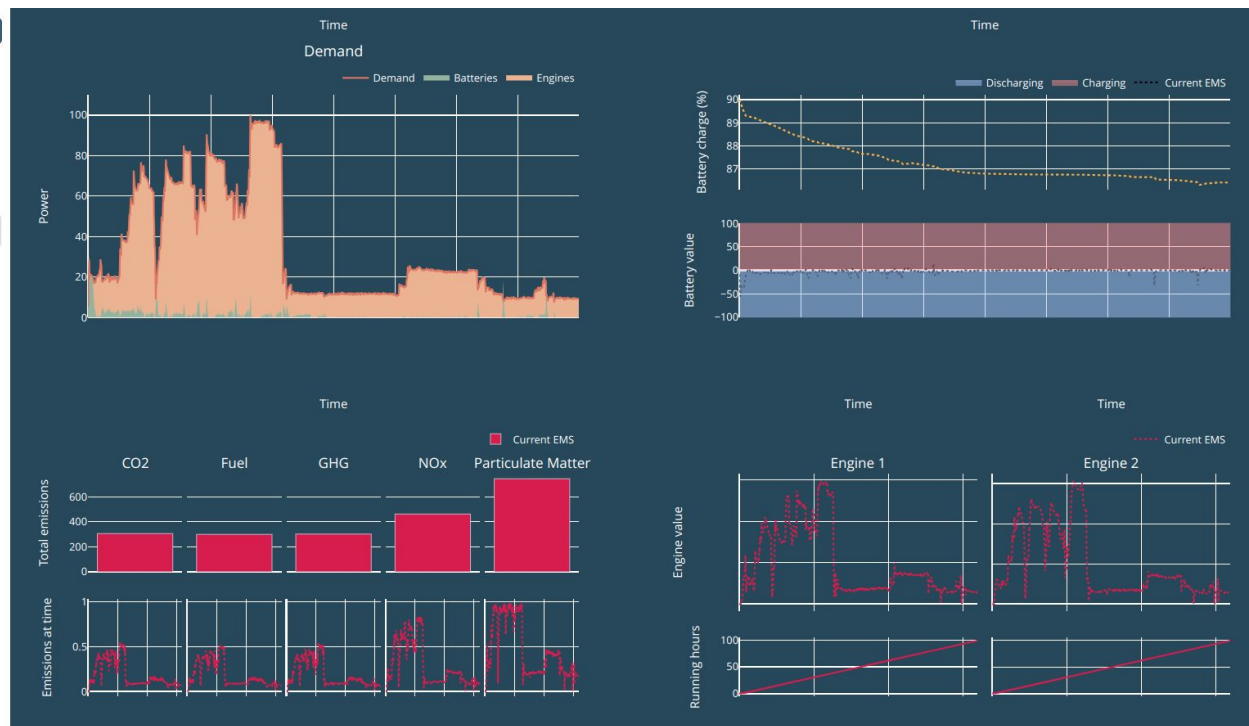 Time
Demand
Demand Batteries Engines
Power
100
80
60
40
20
0
Time
Discharging Charging Current EMS
Battery charge (%)
90
89
88
87
Battery value
100
50
0
−50
−100
Time
Current EMS
CO2 Fuel GHG NOx Particulate Matter
Total emissions
600
400
200
0
Emissions at time
1
0.5
0
Time Time
Current EMS
Engine 1 Engine 2
Engine value
Running hours
100
50
0